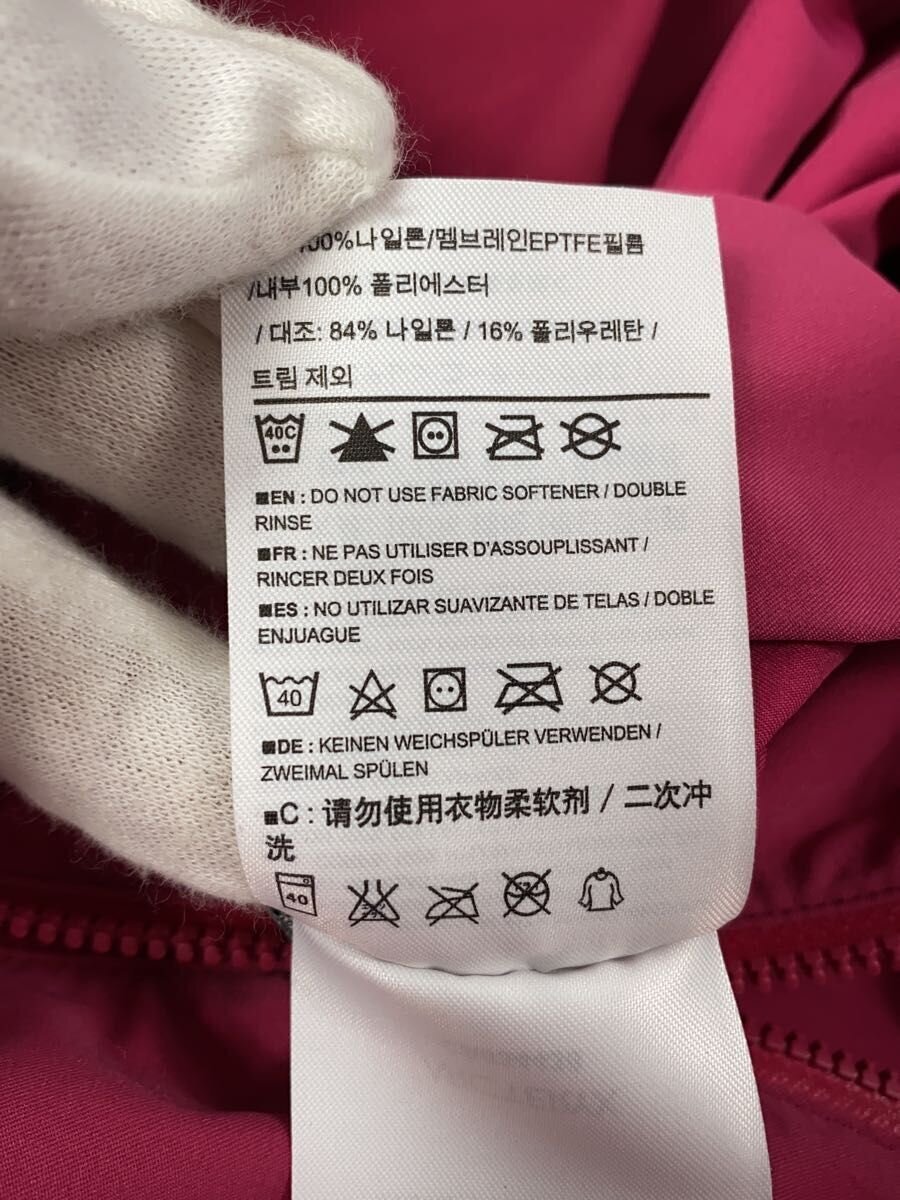 00%나일론/멤브레인EPTFE필름
/내부100% 폴리에스터
/ 대조: 84% 나일론 / 16% 폴리우레탄 /
트림 제외
40C
■EN : DO NOT USE FABRIC SOFTENER / DOUBLE
RINSE
■FR : NE PAS UTILISER D'ASSOUPLISSANT /
RINCER DEUX FOIS
■ES : NO UTILIZAR SUAVIZANTE DE TELAS / DOBLE
ENJUAGUE
40
■DE : KEINEN WEICHSPÜLER VERWENDEN /
ZWEIMAL SPÜLEN
■C : 请勿使用衣物柔软剂 / 二次冲
洗
40